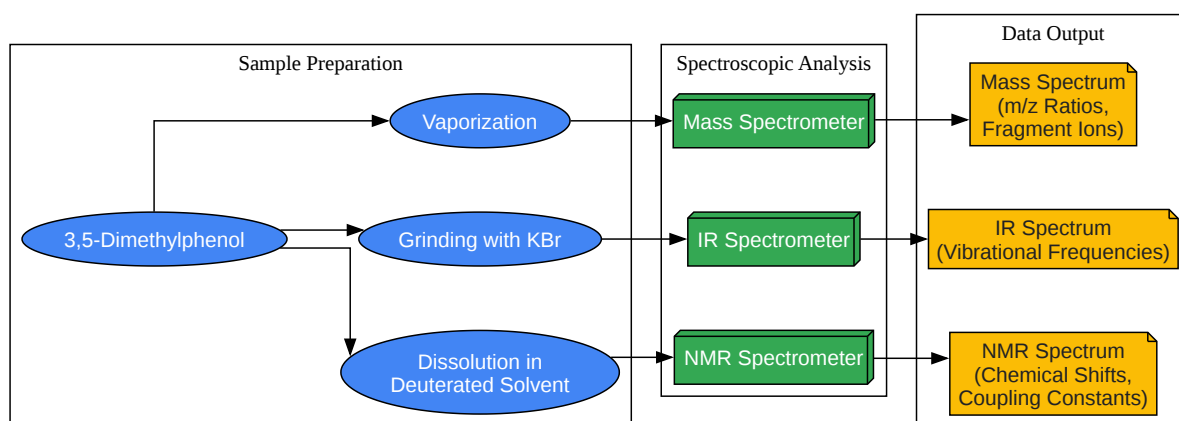 Sample Preparation
Spectroscopic Analysis
Data Output
Vaporization
Mass Spectrometer
Mass Spectrum
(m/z Ratios,
Fragment Ions)
3,5-Dimethylphenol
Grinding with KBr
IR Spectrometer
IR Spectrum
(Vibrational Frequencies)
Dissolution in
Deuterated Solvent
NMR Spectrometer
NMR Spectrum
(Chemical Shifts,
Coupling Constants)